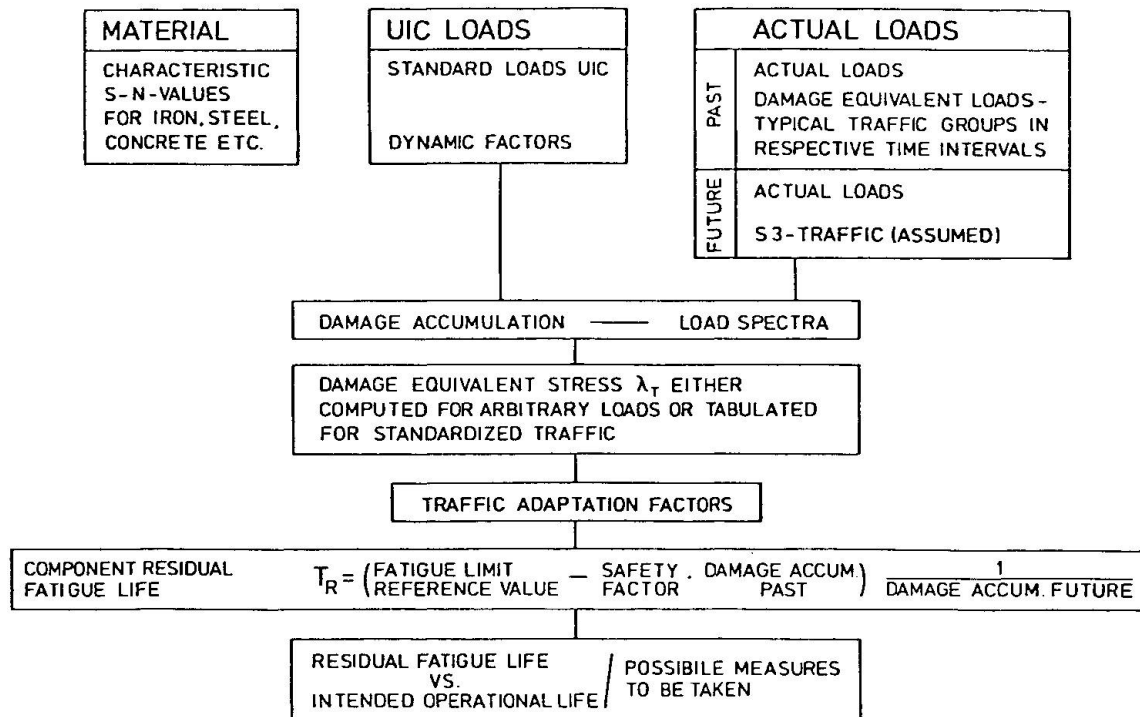 MATERIAL
CHARACTERISTIC
S-N-VALUES
FOR IRON, STEEL,
CONCRETE ETC.
UIC LOADS
STANDARD LOADS UIC
DYNAMIC FACTORS
ACTUAL LOADS
PAST
ACTUAL LOADS
DAMAGE EQUIVALENT LOADS -
TYPICAL TRAFFIC GROUPS IN
RESPECTIVE TIME INTERVALS
FUTURE
ACTUAL LOADS
S3-TRAFFIC (ASSUMED)
DAMAGE ACCUMULATION — LOAD SPECTRA
DAMAGE EQUIVALENT STRESS λT EITHER
COMPUTED FOR ARBITRARY LOADS OR TABULATED
FOR STANDARDIZED TRAFFIC
TRAFFIC ADAPTATION FACTORS
COMPONENT RESIDUAL
FATIGUE LIFE
TR = (FATIGUE LIMIT REFERENCE VALUE – SAFETY FACTOR · DAMAGE ACCUM. PAST) 1 / DAMAGE ACCUM. FUTURE
RESIDUAL FATIGUE LIFE
VS.
INTENDED OPERATIONAL LIFE
/ POSSIBILE MEASURES
TO BE TAKEN